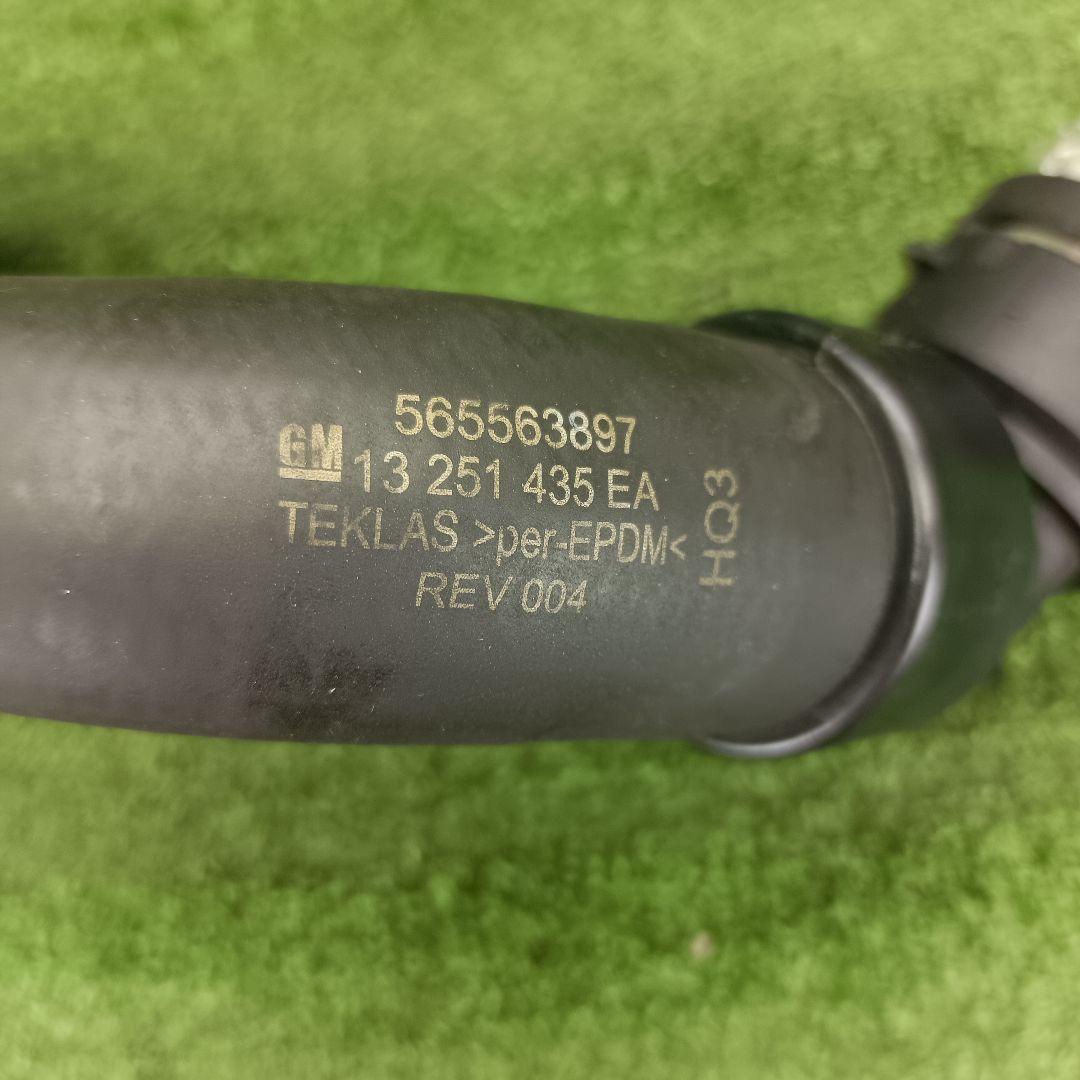 565563897
GM 13 251 435 EA
TEKLAS >per-EPDM<
REV 004
HQ3